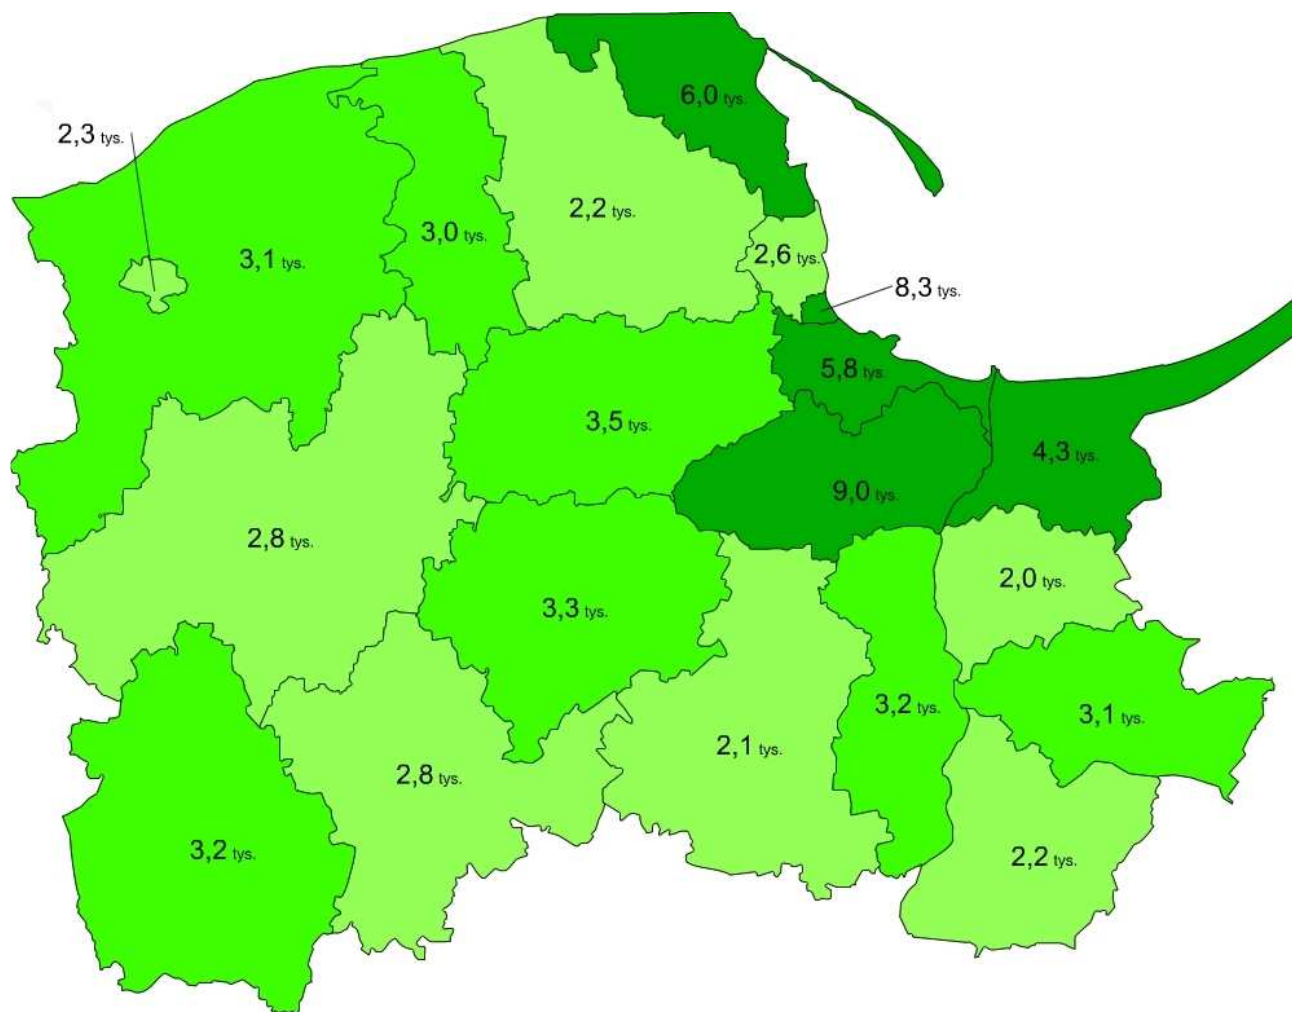 6,0 tys.
2,3 tys.
2,2 tys.
3,0 tys.
3,1 tys.
2,6 tys.
8,3 tys.
5,8 tys.
3,5 tys.
4,3 tys.
9,0 tys.
2,8 tys.
2,0 tys.
3,3 tys.
3,2 tys.
3,1 tys.
2,1 tys.
2,8 tys.
3,2 tys.
2,2 tys.